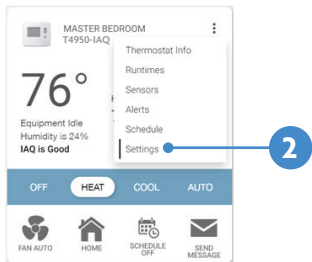 MASTER BEDROOM
T4950-IAQ
Thermostat Info
Runtimes
Sensors
Alerts
Schedule
Settings
2
76°
Equipment Idle
Humidity is 24%
IAQ is Good
OFF HEAT COOL AUTO
FAN AUTO
HOME
SCHEDULE
OFF
SEND
MESSAGE